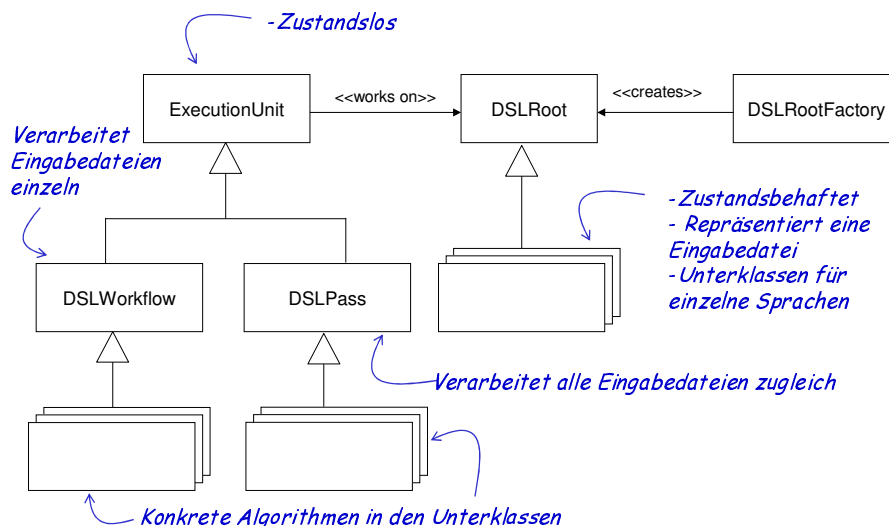 -Zustandslos
ExecutionUnit
<<works on>>
DSLRoot
<<creates>>
DSLRootFactory
Verarbeitet
Eingabedateien
einzeln
-Zustandsbehaftet
- Repräsentiert eine
Eingabedatei
-Unterklassen für
einzelne Sprachen
DSLWorkflow
DSLPass
Verarbeitet alle Eingabedateien zugleich
Konkrete Algorithmen in den Unterklassen